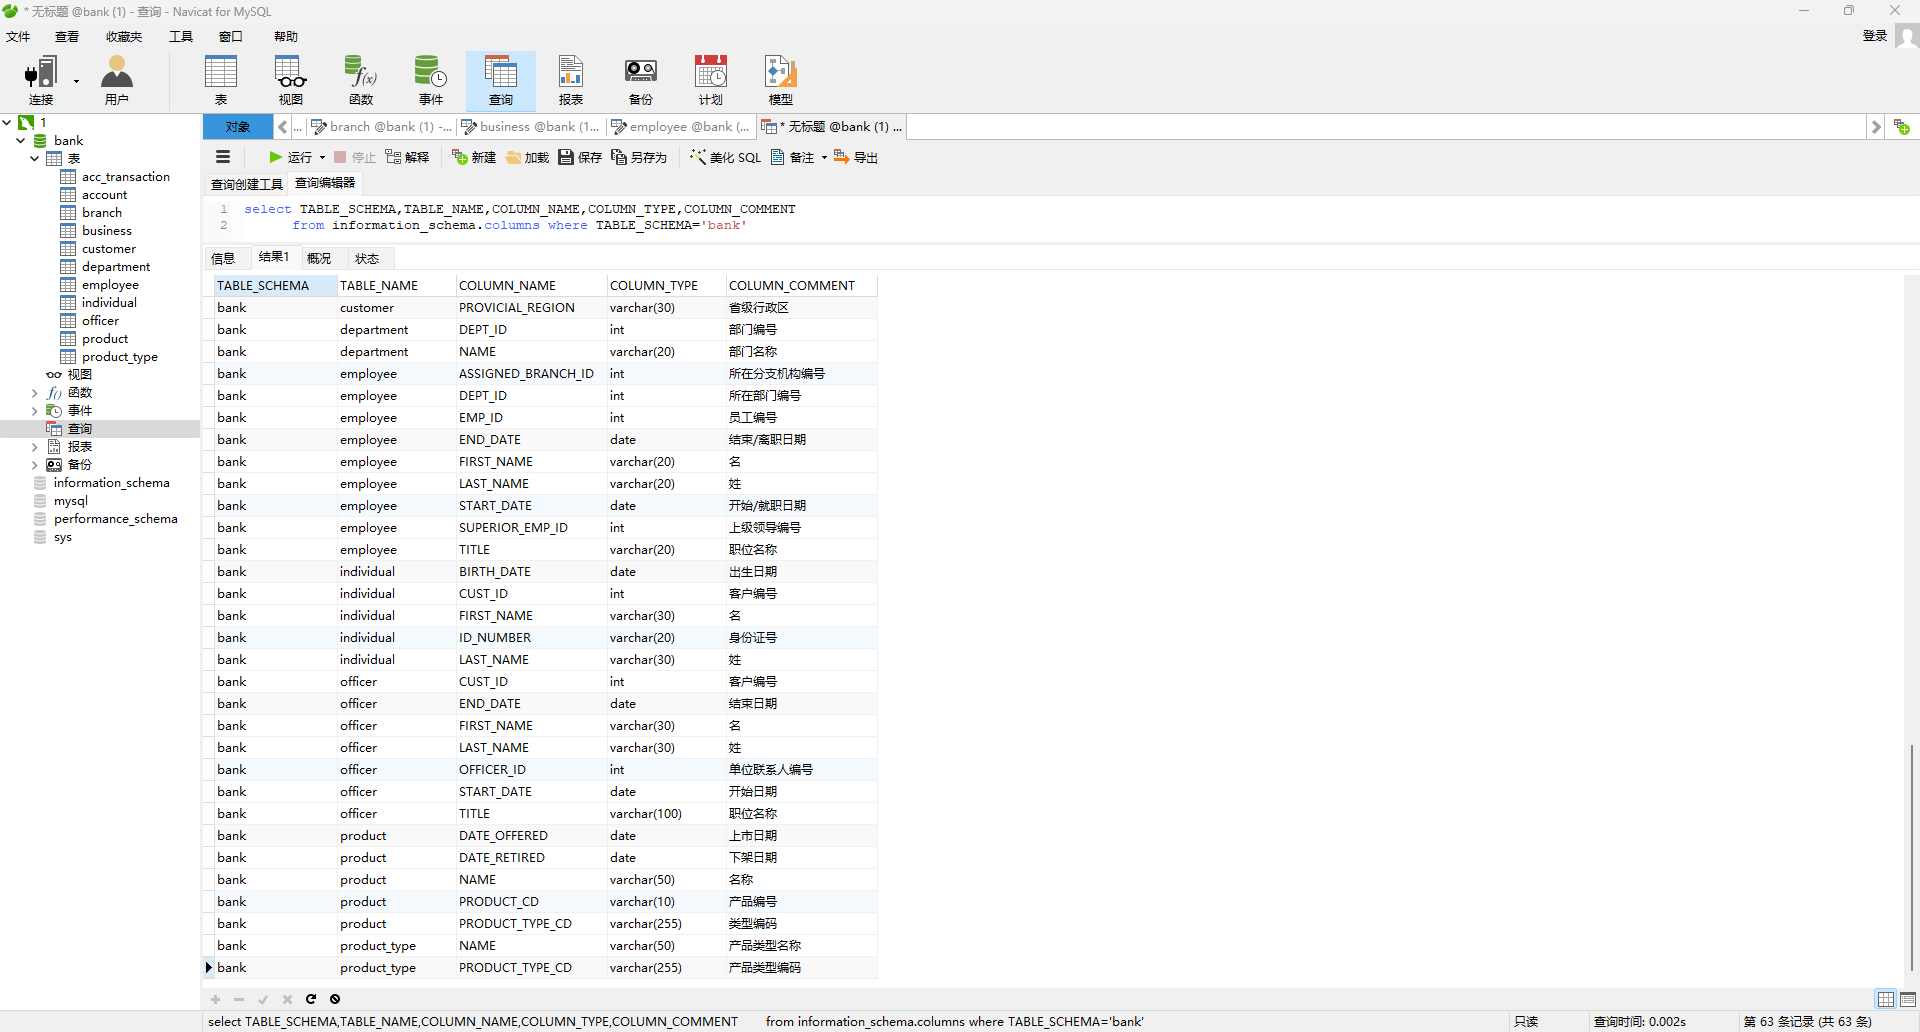 * 无标题 @bank (1) - 查询 - Navicat for MySQL
文件 查看 收藏夹 工具 窗口 帮助 登录
连接 用户 表 视图 函数 事件 查询 报表 备份 计划 模型
1
bank
表
acc_transaction
account
branch
business
customer
department
employee
individual
officer
product
product_type
视图
函数
事件
查询
报表
备份
information_schema
mysql
performance_schema
sys
对象 ... branch @bank (1) -... business @bank (1... employee @bank (... * 无标题 @bank (1) ...
运行 停止 解释 新建 加载 保存 另存为 美化 SQL 备注 导出
查询创建工具 查询编辑器
1 select TABLE_SCHEMA,TABLE_NAME,COLUMN_NAME,COLUMN_TYPE,COLUMN_COMMENT
2 from information_schema.columns where TABLE_SCHEMA='bank'
信息 结果1 概况 状态
TABLE_SCHEMA TABLE_NAME COLUMN_NAME COLUMN_TYPE COLUMN_COMMENT
bank customer PROVICIAL_REGION varchar(30) 省级行政区
bank department DEPT_ID int 部门编号
bank department NAME varchar(20) 部门名称
bank employee ASSIGNED_BRANCH_ID int 所在分支机构编号
bank employee DEPT_ID int 所在部门编号
bank employee EMP_ID int 员工编号
bank employee END_DATE date 结束/离职日期
bank employee FIRST_NAME varchar(20) 名
bank employee LAST_NAME varchar(20) 姓
bank employee START_DATE date 开始/就职日期
bank employee SUPERIOR_EMP_ID int 上级领导编号
bank employee TITLE varchar(20) 职位名称
bank individual BIRTH_DATE date 出生日期
bank individual CUST_ID int 客户编号
bank individual FIRST_NAME varchar(30) 名
bank individual ID_NUMBER varchar(20) 身份证号
bank individual LAST_NAME varchar(30) 姓
bank officer CUST_ID int 客户编号
bank officer END_DATE date 结束日期
bank officer FIRST_NAME varchar(30) 名
bank officer LAST_NAME varchar(30) 姓
bank officer OFFICER_ID int 单位联系人编号
bank officer START_DATE date 开始日期
bank officer TITLE varchar(100) 职位名称
bank product DATE_OFFERED date 上市日期
bank product DATE_RETIRED date 下架日期
bank product NAME varchar(50) 名称
bank product PRODUCT_CD varchar(10) 产品编号
bank product PRODUCT_TYPE_CD varchar(255) 类型编码
bank product_type NAME varchar(50) 产品类型名称
bank product_type PRODUCT_TYPE_CD varchar(255) 产品类型编码
select TABLE_SCHEMA,TABLE_NAME,COLUMN_NAME,COLUMN_TYPE,COLUMN_COMMENT from information_schema.columns where TABLE_SCHEMA='bank' 只读 查询时间: 0.002s 第 63 条记录 (共 63 条)